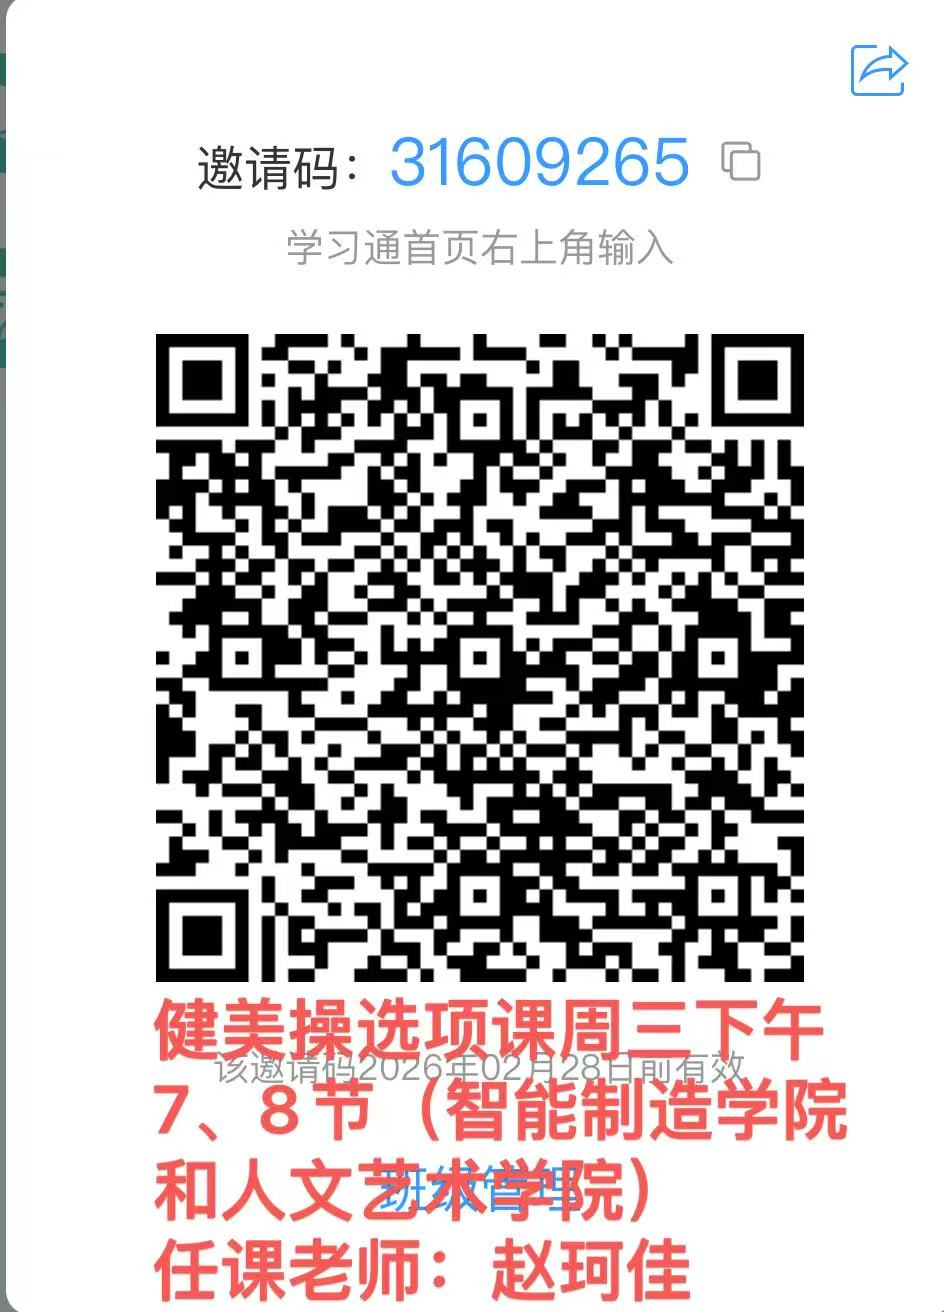 邀请码：31609265
学习通首页右上角输入
健美操选项课周三下午
该邀请码2026年02月28日前有效
7、8节（智能制造学院
班级管理
和人文艺术学院）
任课老师：赵珂佳